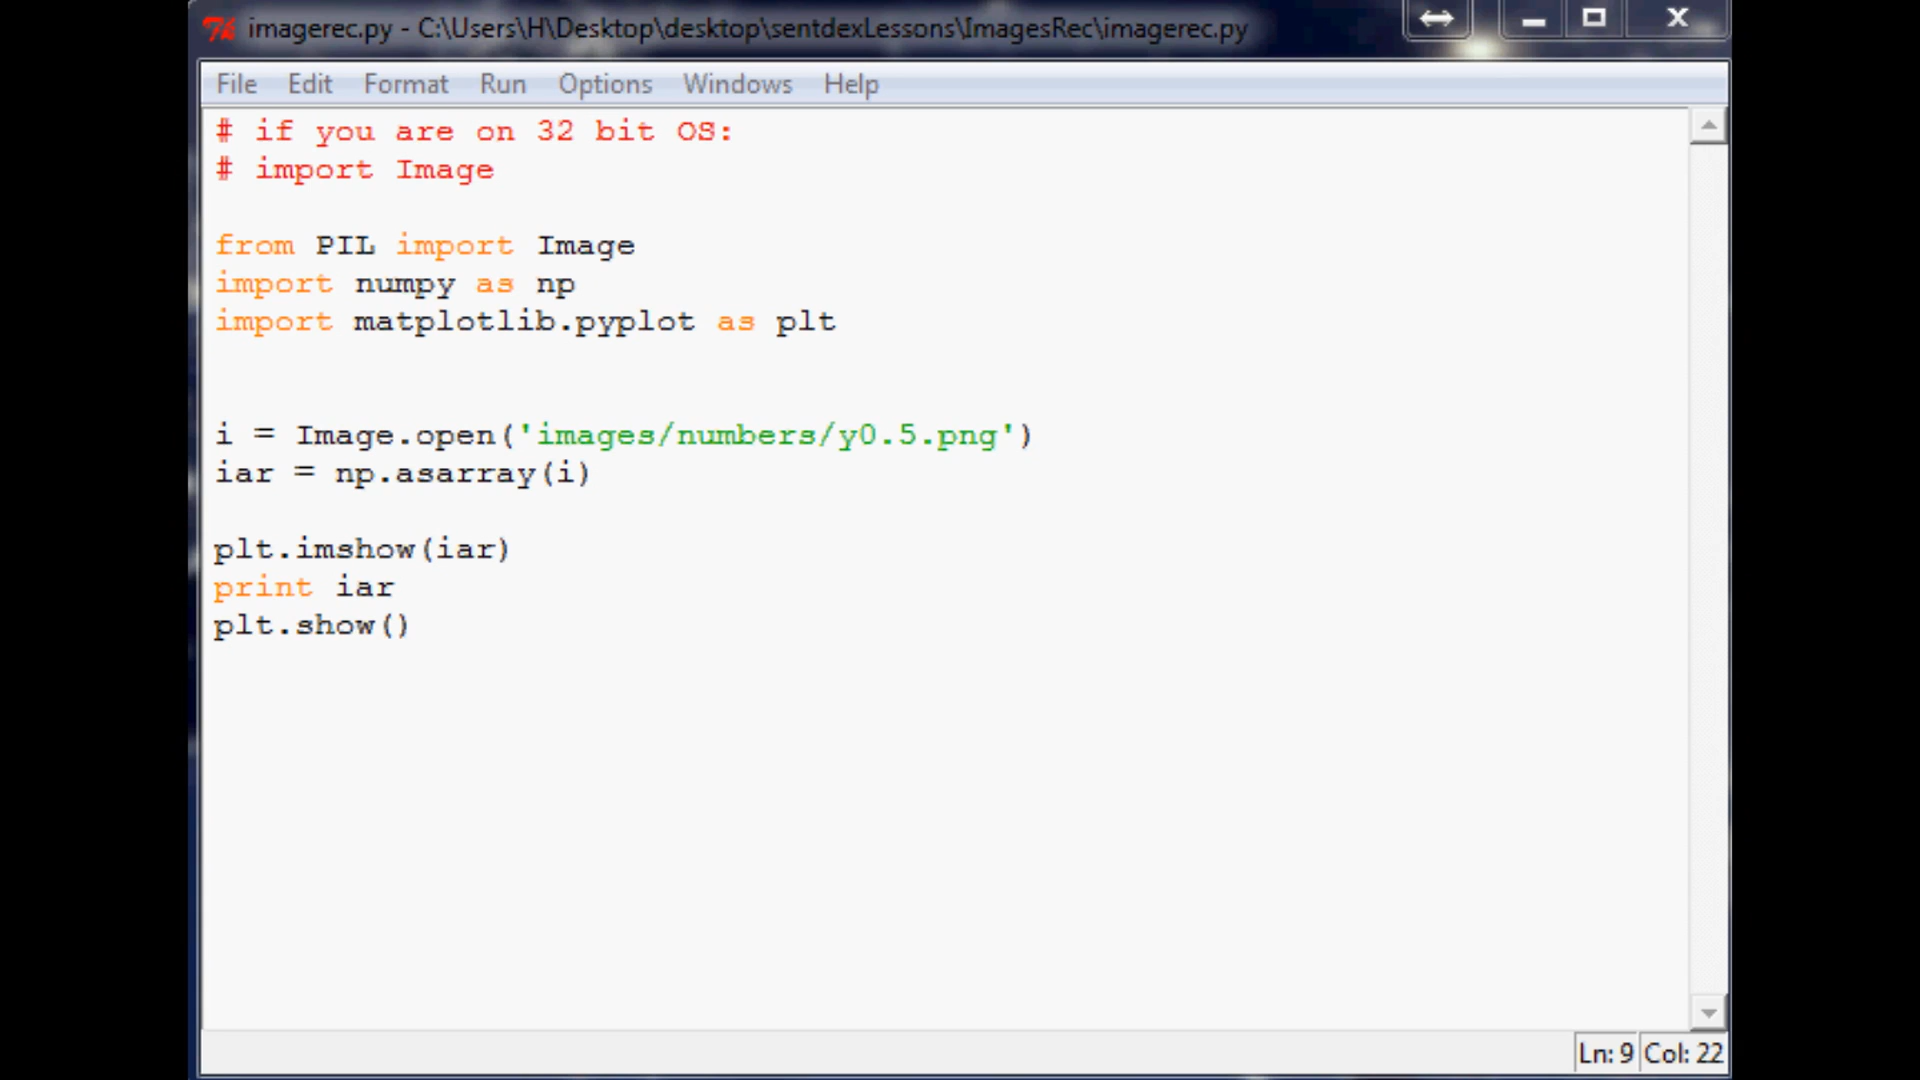 imagerec.py - C:\Users\H\Desktop\desktop\sentdexLessons\ImagesRec\imagerec.py
File Edit Format Run Options Windows Help
# if you are on 32 bit OS:
# import Image
from PIL import Image
import numpy as np
import matplotlib.pyplot as plt
i = Image.open('images/numbers/y0.5.png')
iar = np.asarray(i)
plt.imshow(iar)
print iar
plt.show()
Ln: 9 Col: 22